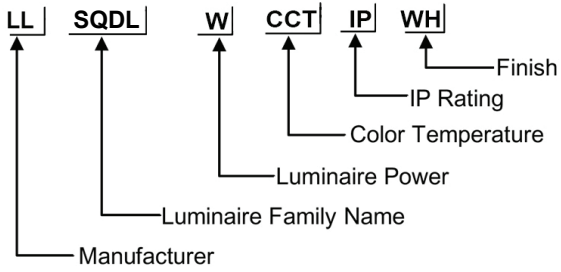 LL SQDL W CCT IP WH
Finish
IP Rating
Color Temperature
Luminaire Power
Luminaire Family Name
Manufacturer